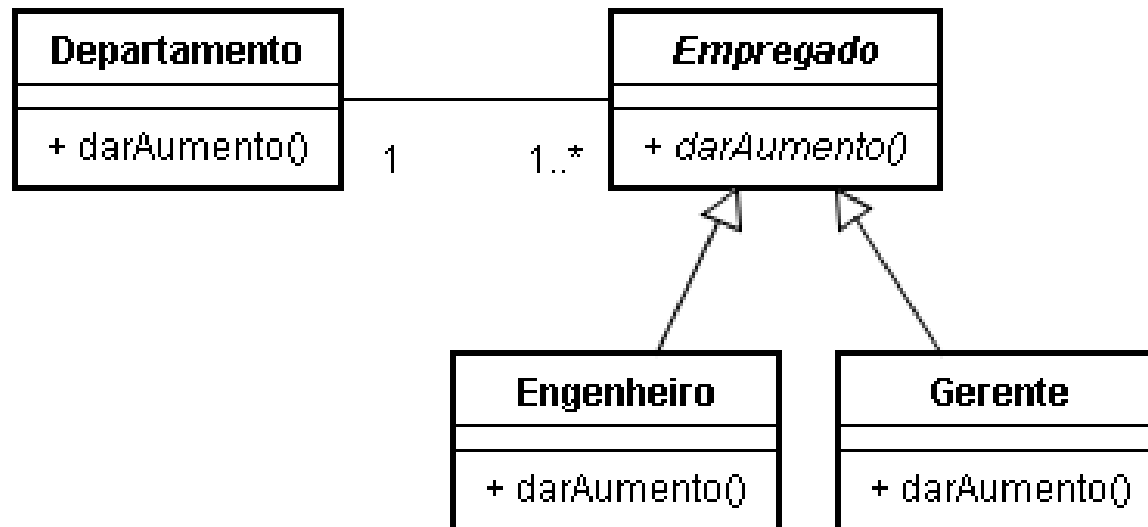 Departamento
Empregado
+ darAumento()
1
1..*
+ darAumento()
Engenheiro
Gerente
+ darAumento()
+ darAumento()